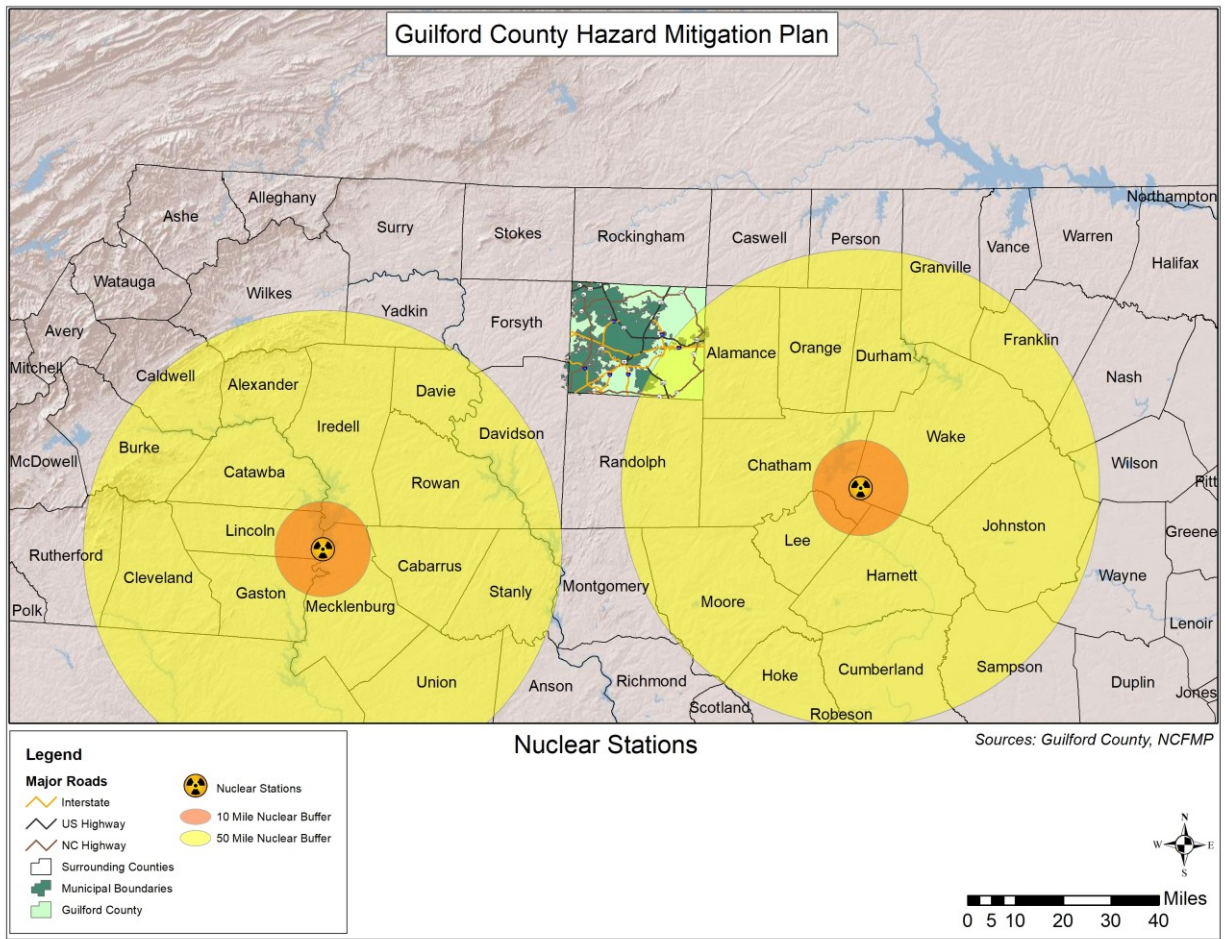 Guilford County Hazard Mitigation Plan
Northampton
Alleghany
Ashe
Surry
Stokes
Rockingham
Caswell
Person
Vance
Warren
Halifax
Granville
Watauga
Wilkes
Yadkin
Forsyth
Avery
Mitchell
Caldwell
Alexander
Davie
Alamance
Orange
Durham
Franklin
Nash
Burke
Iredell
Davidson
Wake
McDowell
Catawba
Rowan
Randolph
Chatham
Wilson
Pitt
Lincoln
Johnston
Greene
Rutherford
Cleveland
Gaston
Mecklenburg
Cabarrus
Stanly
Montgomery
Lee
Harnett
Moore
Wayne
Polk
Lenoir
Union
Anson
Richmond
Scotland
Hoke
Cumberland
Robeson
Sampson
Duplin
Jones
Nuclear Stations
Sources: Guilford County, NCFMP
Legend
Major Roads
Interstate
US Highway
NC Highway
Surrounding Counties
Municipal Boundaries
Guilford County
Nuclear Stations
10 Mile Nuclear Buffer
50 Mile Nuclear Buffer
N
W E
S
Miles
0 5 10 20 30 40